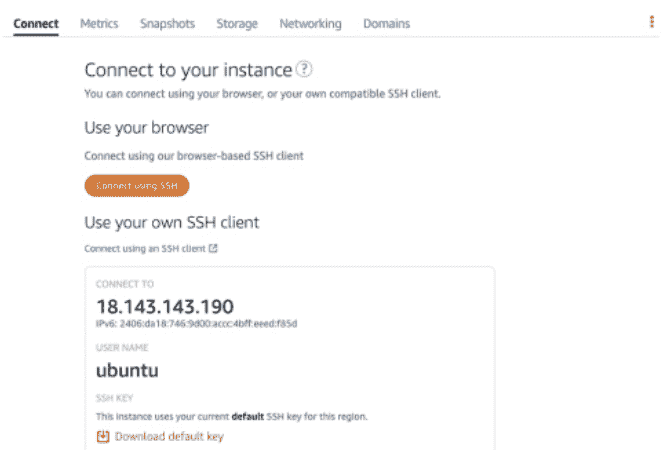 Connect Metrics Snapshots Storage Networking Domains
Connect to your instance ?
You can connect using your browser, or your own compatible SSH client.
Use your browser
Connect using our browser-based SSH client
Connect using SSH
Use your own SSH client
Connect using an SSH client
CONNECT TO
18.143.143.190
IPv6: 2406:da18:746:9d00:accc:4bff:eeed:f85d
USER NAME
ubuntu
SSH KEY
This instance uses your current default SSH key for this region.
Download default key